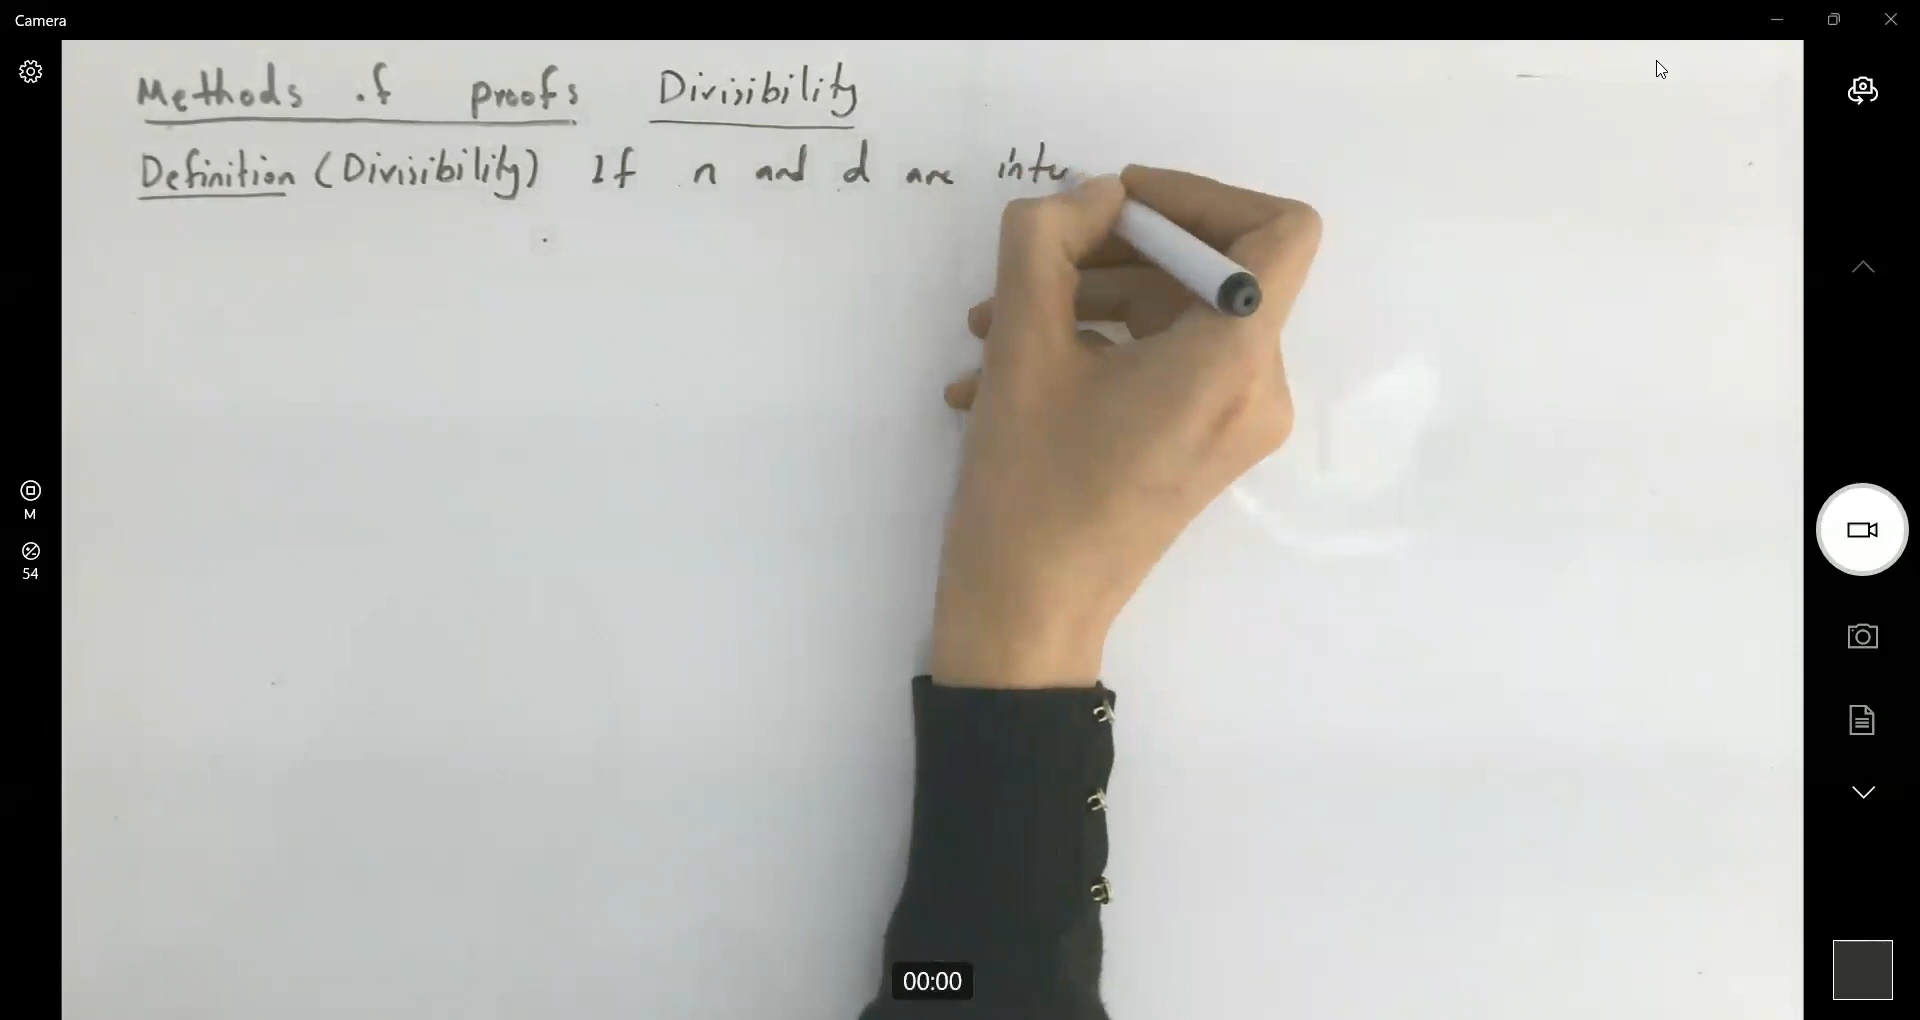 Camera
Methods of proofs Divisibility
Definition (Divisibility) If n and d are inte
M
54
00:00